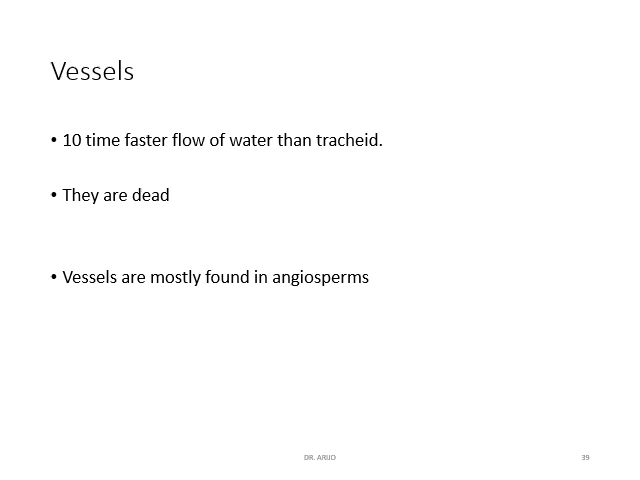 Vessels
• 10 time faster flow of water than tracheid.
• They are dead
• Vessels are mostly found in angiosperms
DR. ARIJO
39